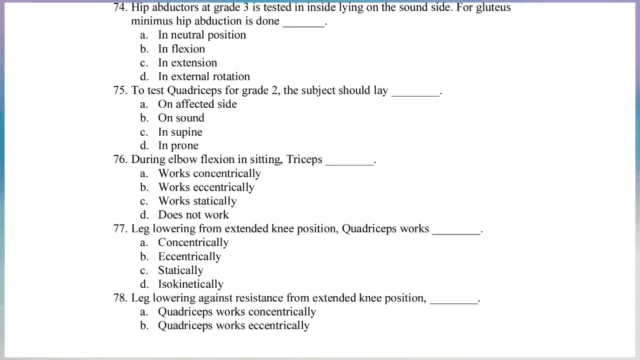 74. Hip abductors at grade 3 is tested in inside lying on the sound side. For gluteus
minimus hip abduction is done _______.
a. In neutral position
b. In flexion
c. In extension
d. In external rotation
75. To test Quadriceps for grade 2, the subject should lay ________.
a. On affected side
b. On sound
c. In supine
d. In prone
76. During elbow flexion in sitting, Triceps ________.
a. Works concentrically
b. Works eccentrically
c. Works statically
d. Does not work
77. Leg lowering from extended knee position, Quadriceps works ________.
a. Concentrically
b. Eccentrically
c. Statically
d. Isokinetically
78. Leg lowering against resistance from extended knee position, ________.
a. Quadriceps works concentrically
b. Quadriceps works eccentrically